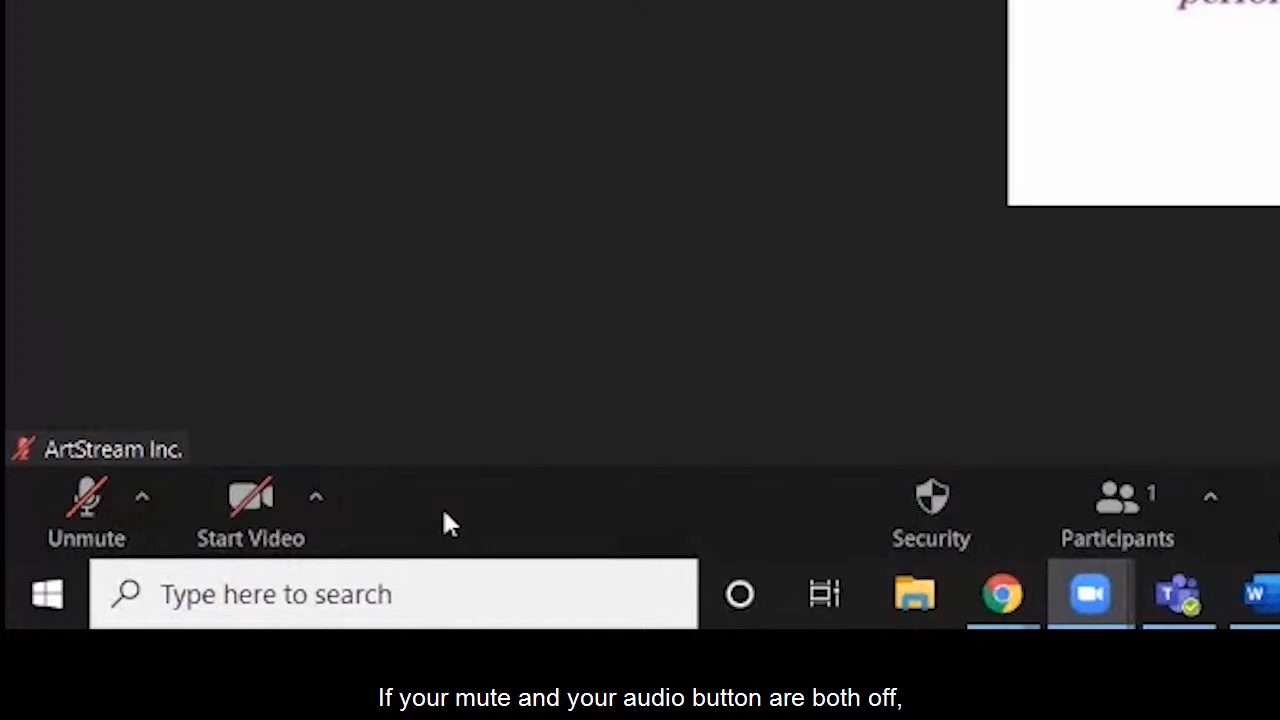 ArtStream Inc.
Unmute
Start Video
Security
1
Participants
Type here to search
T
W
If your mute and your audio button are both off,